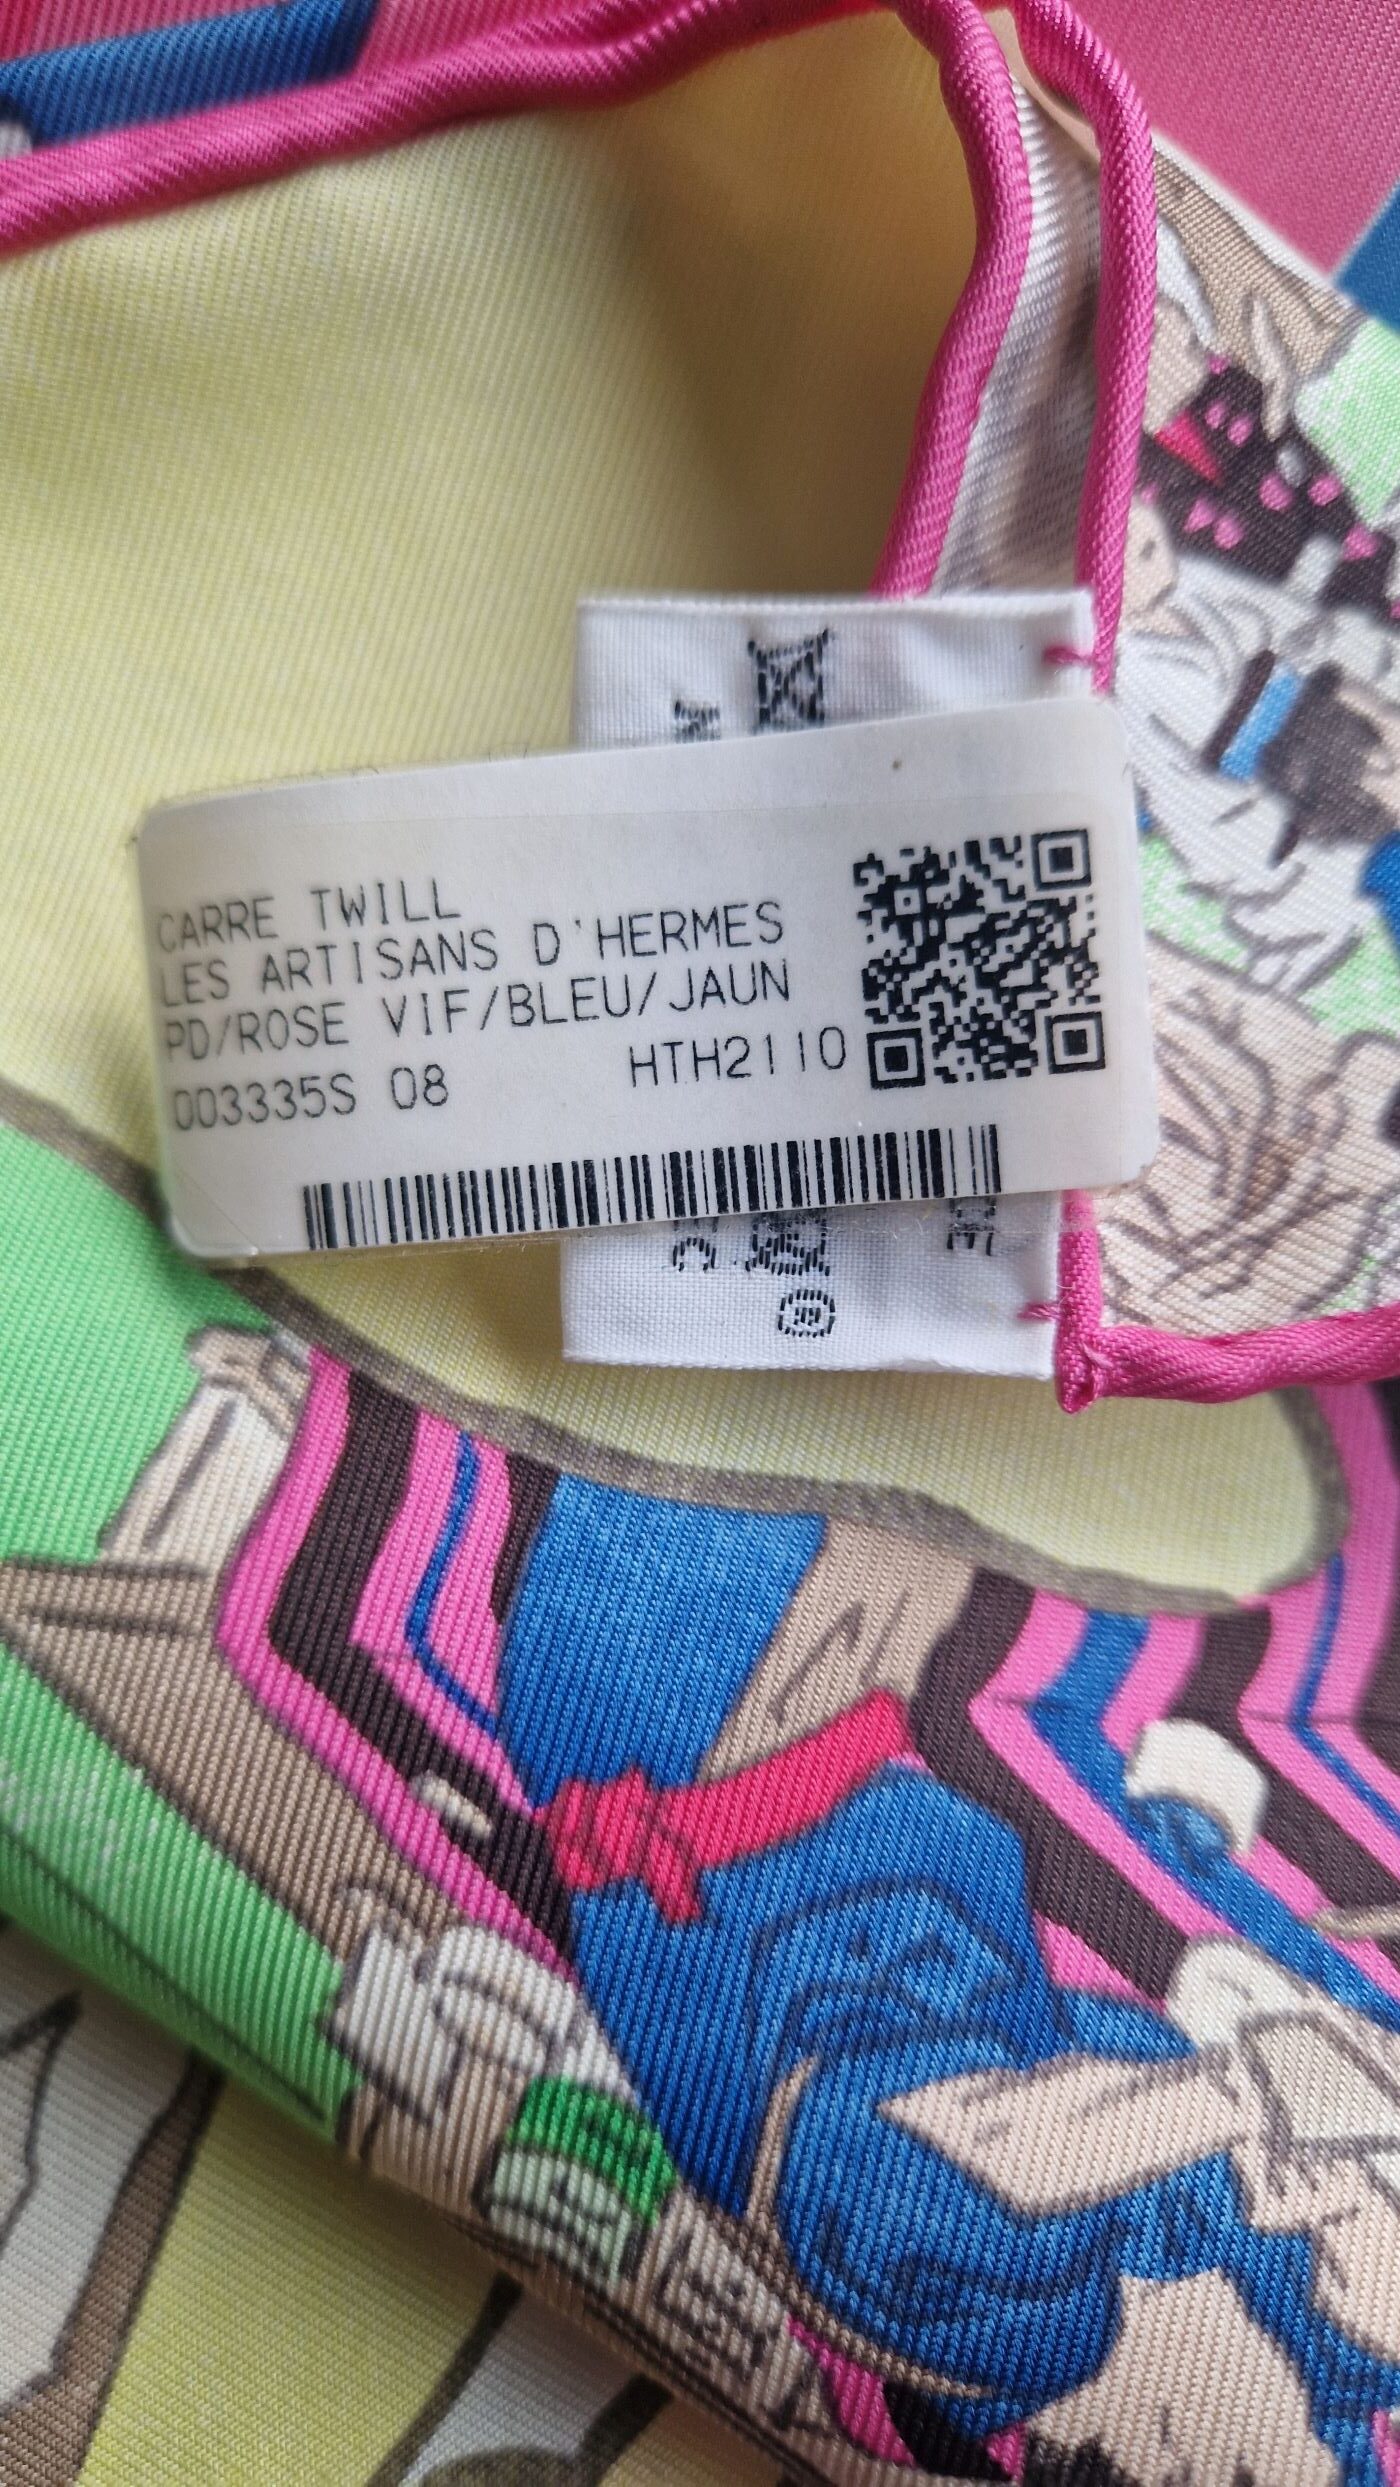 CARRE TWILL
LES ARTISANS D'HERMES
PD/ROSE VIF/BLEU/JAUN
003335S 08 HTH2110